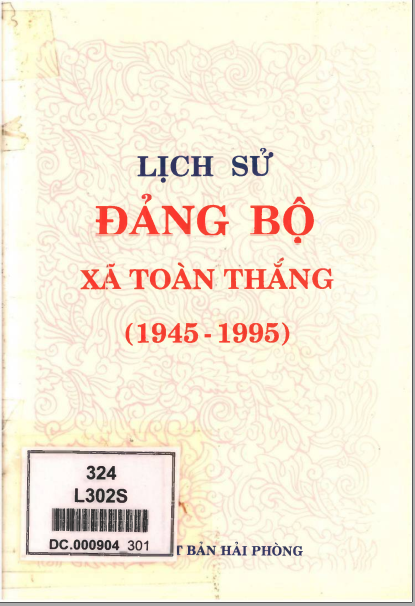 LỊCH SỬ
ĐẢNG BỘ
XÃ TOÀN THẮNG
(1945 - 1995)
324
L302S
DC.000904 301
T BẢN HẢI PHÒNG